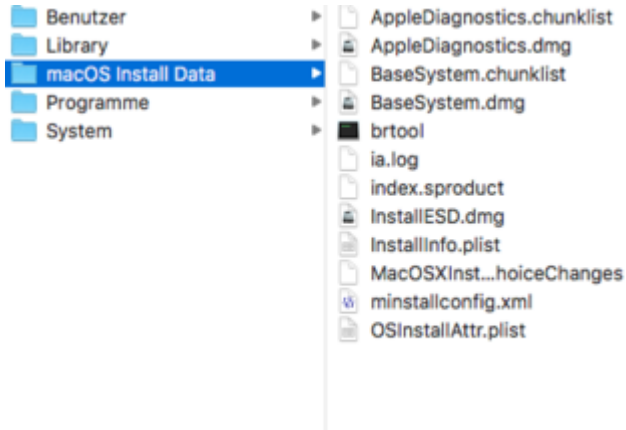 Benutzer
Library
macOS Install Data
Programme
System
AppleDiagnostics.chunklist
AppleDiagnostics.dmg
BaseSystem.chunklist
BaseSystem.dmg
brtool
ia.log
index.sproduct
InstallESD.dmg
InstallInfo.plist
MacOSXInst...hoiceChanges
minstallconfig.xml
OSInstallAttr.plist